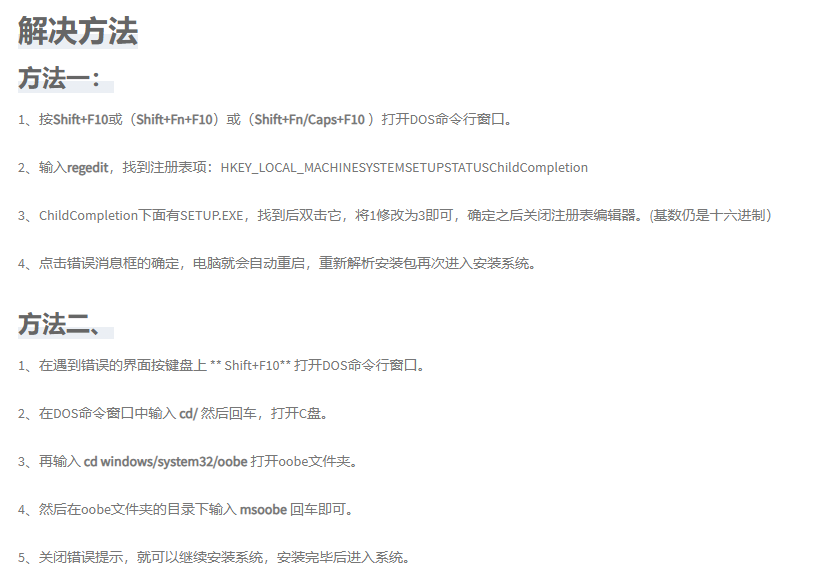 解决方法
方法一：
1、按Shift+F10或（Shift+Fn+F10）或（Shift+Fn/Caps+F10 ）打开DOS命令行窗口。
2、输入regedit，找到注册表项：HKEY_LOCAL_MACHINESYSTEMSETUPSTATUSChildCompletion
3、ChildCompletion下面有SETUP.EXE，找到后双击它，将1修改为3即可，确定之后关闭注册表编辑器。(基数仍是十六进制）
4、点击错误消息框的确定，电脑就会自动重启，重新解析安装包再次进入安装系统。
方法二、
1、在遇到错误的界面按键盘上 ** Shift+F10** 打开DOS命令行窗口。
2、在DOS命令窗口中输入 cd/ 然后回车，打开C盘。
3、再输入 cd windows/system32/oobe 打开oobe文件夹。
4、然后在oobe文件夹的目录下输入 msoobe 回车即可。
5、关闭错误提示，就可以继续安装系统，安装完毕后进入系统。